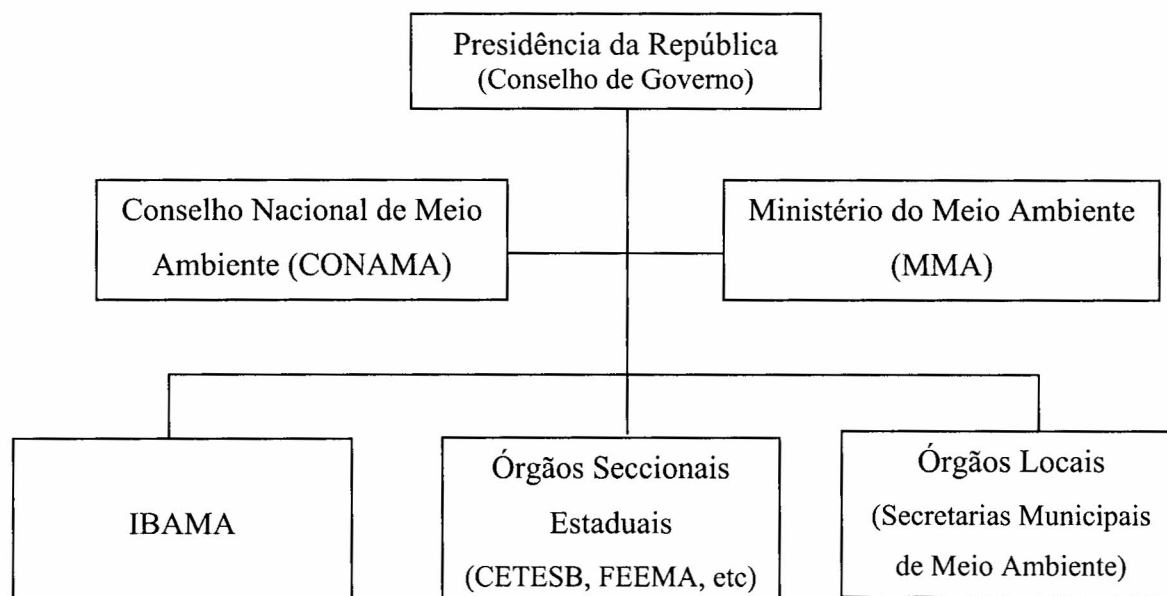 Presidência da República
(Conselho de Governo)
Conselho Nacional de Meio
Ambiente (CONAMA)
Ministério do Meio Ambiente
(MMA)
IBAMA
Órgãos Seccionais
Estaduais
(CETESB, FEEMA, etc)
Órgãos Locais
(Secretarias Municipais
de Meio Ambiente)